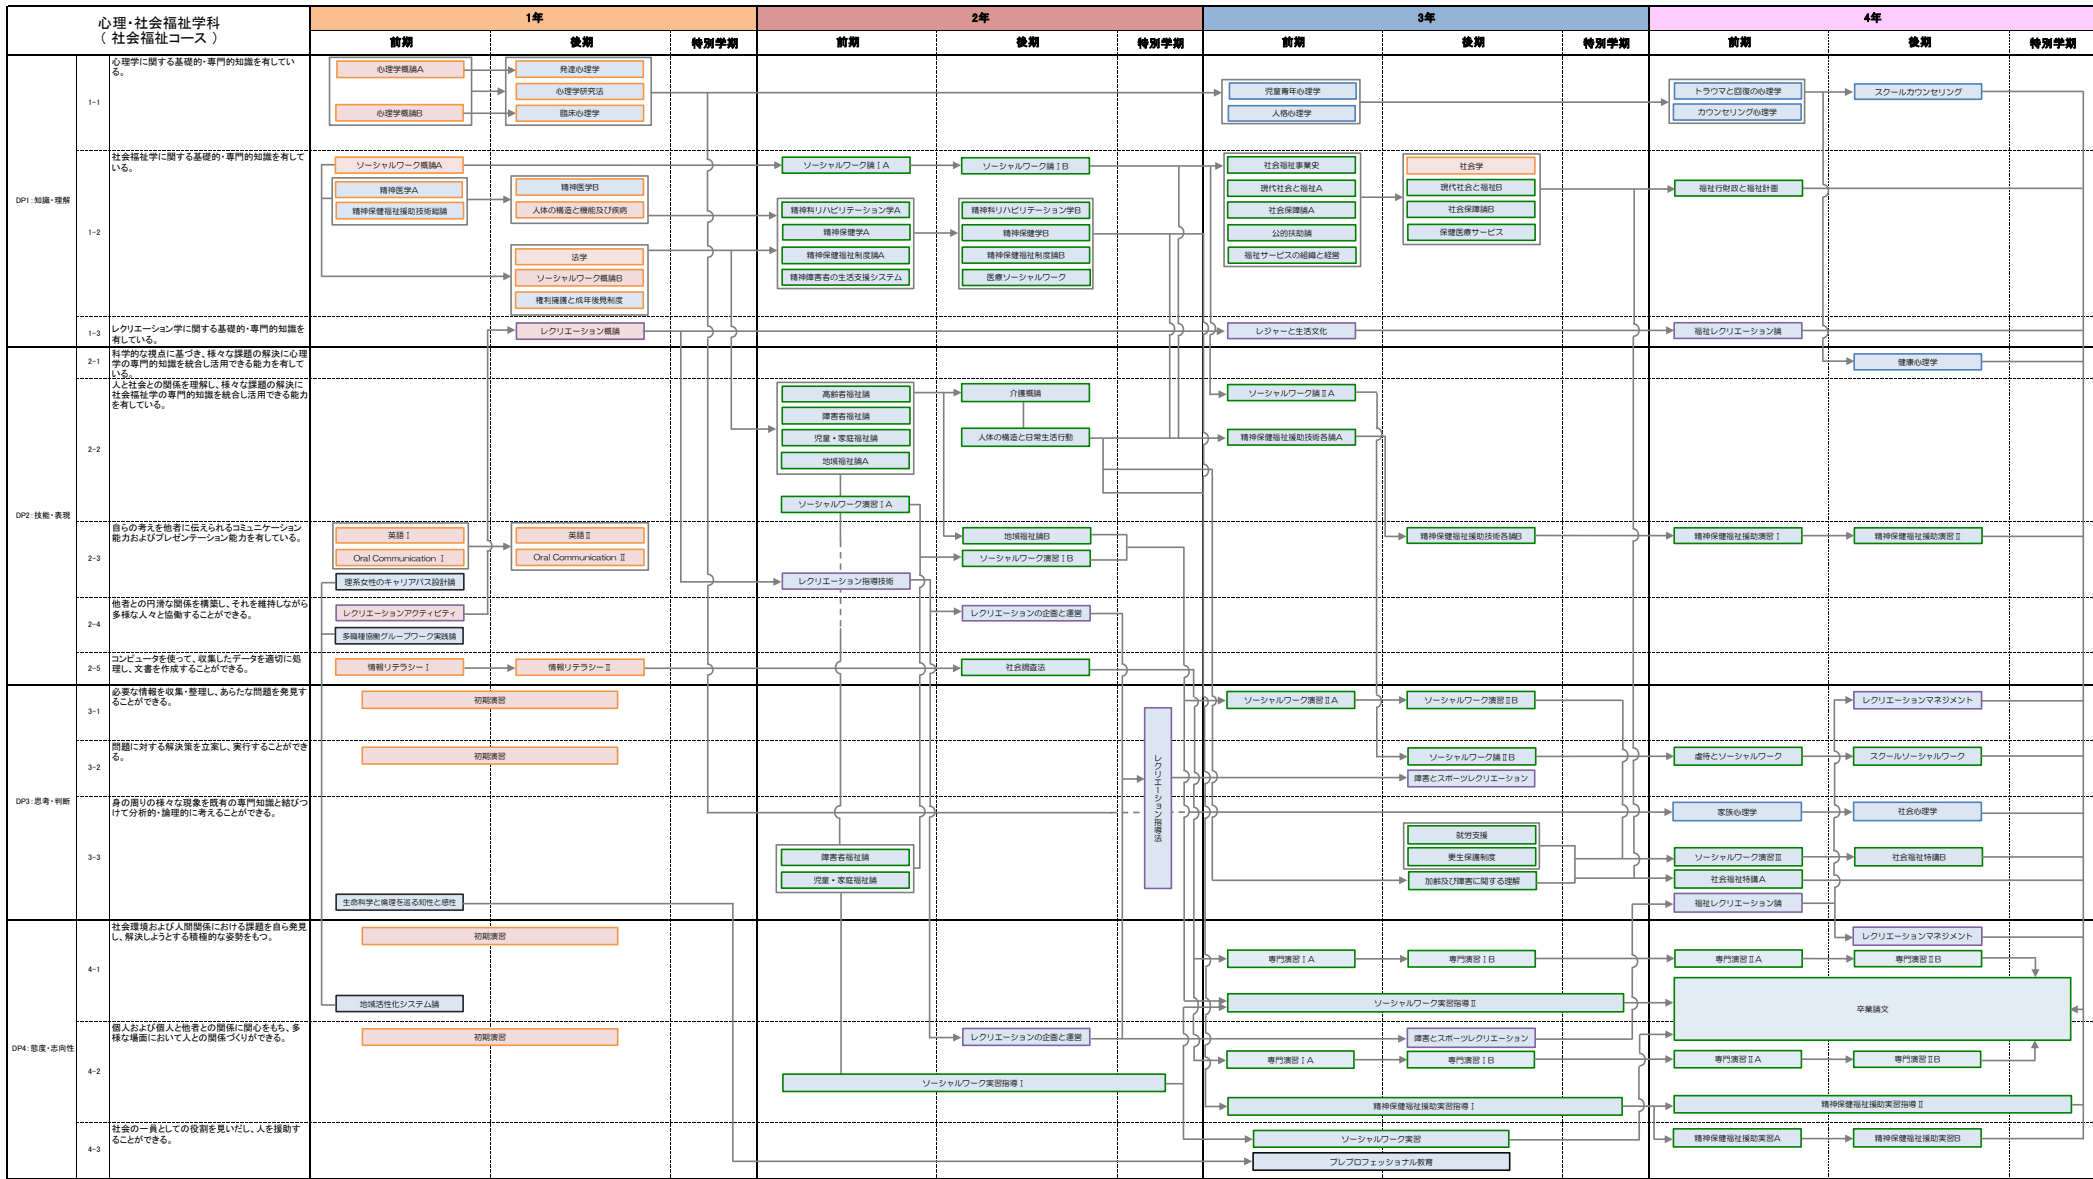 心理・社会福祉学科
（ 社会福祉コース ）
1年
2年
3年
4年
前期
後期
特別学期
前期
後期
特別学期
前期
後期
特別学期
前期
後期
特別学期
DP1：知識・理解
1-1
心理学に関する基礎的・専門的知識を有してい
る。
心理学概論A
発達心理学
心理学研究法
心理学概論B
臨床心理学
児童青年心理学
人格心理学
トラウマと回復の心理学
カウンセリング心理学
スクールカウンセリング
1-2
社会福祉学に関する基礎的・専門的知識を有して
いる。
ソーシャルワーク概論A
精神医学A
精神保健福祉援助技術総論
精神医学B
人体の構造と機能及び疾病
法学
ソーシャルワーク概論B
権利擁護と成年後見制度
ソーシャルワーク論ⅠA
ソーシャルワーク論ⅠB
精神科リハビリテーション学A
精神保健学A
精神保健福祉制度論A
精神障害者の生活支援システム
精神科リハビリテーション学B
精神保健学B
精神保健福祉制度論B
医療ソーシャルワーク
社会福祉事業史
現代社会と福祉A
社会保障論A
公的扶助論
福祉サービスの組織と経営
社会学
現代社会と福祉B
社会保障論B
保健医療サービス
福祉行財政と福祉計画
1-3
レクリエーション学に関する基礎的・専門的知識を
有している。
レクリエーション概論
レジャーと生活文化
福祉レクリエーション論
DP2：技能・表現
2-1
科学的な視点に基づき、様々な課題の解決に心理
学の専門的知識を統合し活用できる能力を有して
いる。
健康心理学
2-2
人と社会との関係を理解し、様々な課題の解決に
社会福祉学の専門的知識を統合し活用できる能力
を有している。
高齢者福祉論
障害者福祉論
児童・家庭福祉論
地域福祉論A
ソーシャルワーク演習ⅠA
介護概論
人体の構造と日常生活行動
ソーシャルワーク論ⅡA
精神保健福祉援助技術各論A
2-3
自らの考えを他者に伝えられるコミュニケーション
能力およびプレゼンテーション能力を有している。
英語Ⅰ
Oral Communication Ⅰ
理系女性のキャリアパス設計論
英語Ⅱ
Oral Communication Ⅱ
レクリエーション指導技術
地域福祉論B
ソーシャルワーク演習ⅠB
精神保健福祉援助技術各論B
精神保健福祉援助演習Ⅰ
精神保健福祉援助演習Ⅱ
2-4
他者との円滑な関係を構築し、それを維持しながら
多様な人々と協働することができる。
レクリエーションアクティビティ
多職種協働グループワーク実践論
レクリエーションの企画と運営
2-5
コンピュータを使って、収集したデータを適切に処
理し、文書を作成することができる。
情報リテラシーⅠ
情報リテラシーⅡ
社会調査法
DP3：思考・判断
3-1
必要な情報を収集・整理し、あらたな問題を発見す
ることができる。
初期演習
レクリエーション指導法
ソーシャルワーク演習ⅡA
ソーシャルワーク演習ⅡB
レクリエーションマネジメント
3-2
問題に対する解決策を立案し、実行することができ
る。
初期演習
ソーシャルワーク論ⅡB
障害とスポーツレクリエーション
虐待とソーシャルワーク
スクールソーシャルワーク
3-3
身の周りの様々な現象を既有の専門知識と結びつ
けて分析的・論理的に考えることができる。
生命科学と倫理を巡る知性と感性
障害者福祉論
児童・家庭福祉論
就労支援
更生保護制度
加齢及び障害に関する理解
家族心理学
社会心理学
ソーシャルワーク演習Ⅲ
社会福祉特講B
社会福祉特講A
福祉レクリエーション論
DP4：態度・志向性
4-1
社会環境および人間関係における課題を自ら発見
し、解決しようとする積極的な姿勢をもつ。
初期演習
地域活性化システム論
専門演習ⅠA
専門演習ⅠB
ソーシャルワーク実習指導Ⅱ
レクリエーションマネジメント
専門演習ⅡA
専門演習ⅡB
卒業論文
4-2
個人および個人と他者との関係に関心をもち、多
様な場面において人との関係づくりができる。
初期演習
レクリエーションの企画と運営
ソーシャルワーク実習指導Ⅰ
障害とスポーツレクリエーション
専門演習ⅠA
専門演習ⅠB
専門演習ⅡA
専門演習ⅡB
精神保健福祉援助実習指導Ⅰ
精神保健福祉援助実習指導Ⅱ
4-3
社会の一員としての役割を見いだし、人を援助す
ることができる。
ソーシャルワーク実習
プレプロフェッショナル教育
精神保健福祉援助実習A
精神保健福祉援助実習B